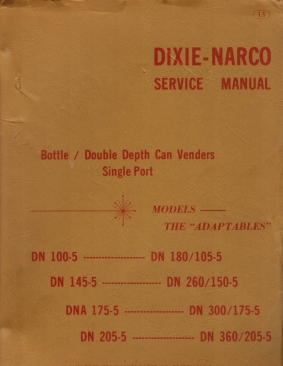 15
DIXIE-NARCO
SERVICE MANUAL
Bottle / Double Depth Can Venders
Single Port
MODELS ——
THE "ADAPTABLES"
DN 100-5 ---------------- DN 180/105-5
DN 145-5 ---------------- DN 260/150-5
DNA 175-5 ---------------- DN 300/175-5
DN 205-5 ---------------- DN 360/205-5